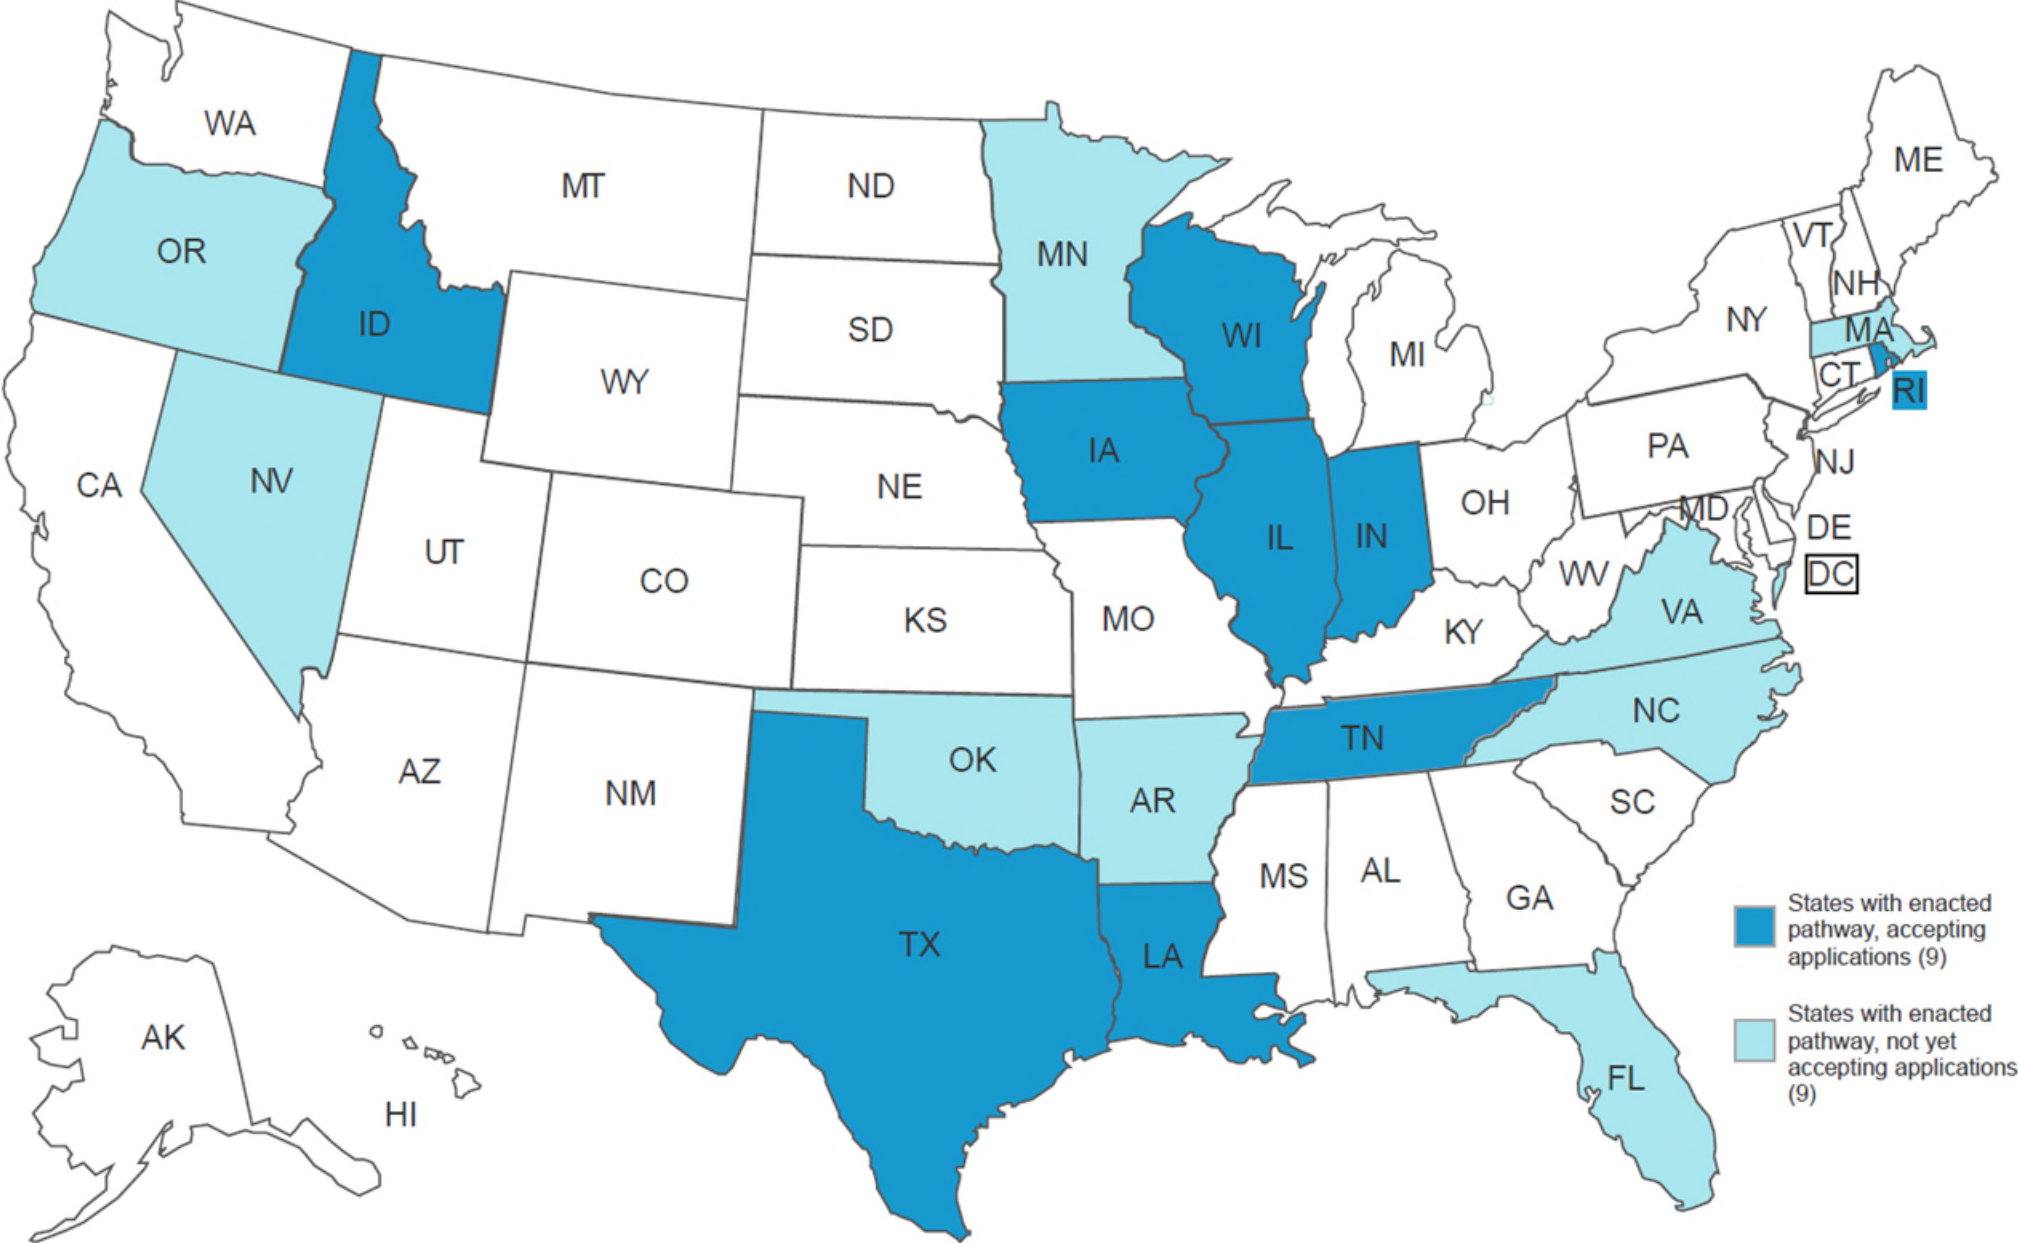 WA
MT
ND
ME
OR
MN
VT
NH
ID
SD
WI
NY
MA
MI
CT
RI
WY
IA
PA
NJ
CA
NV
NE
OH
MD
DE
UT
CO
IL
IN
WV
DC
KS
MO
KY
VA
AZ
NM
OK
AR
TN
NC
SC
MS
AL
GA
TX
LA
States with enacted
pathway, accepting
applications (9)
States with enacted
pathway, not yet
accepting applications
(9)
AK
HI
FL